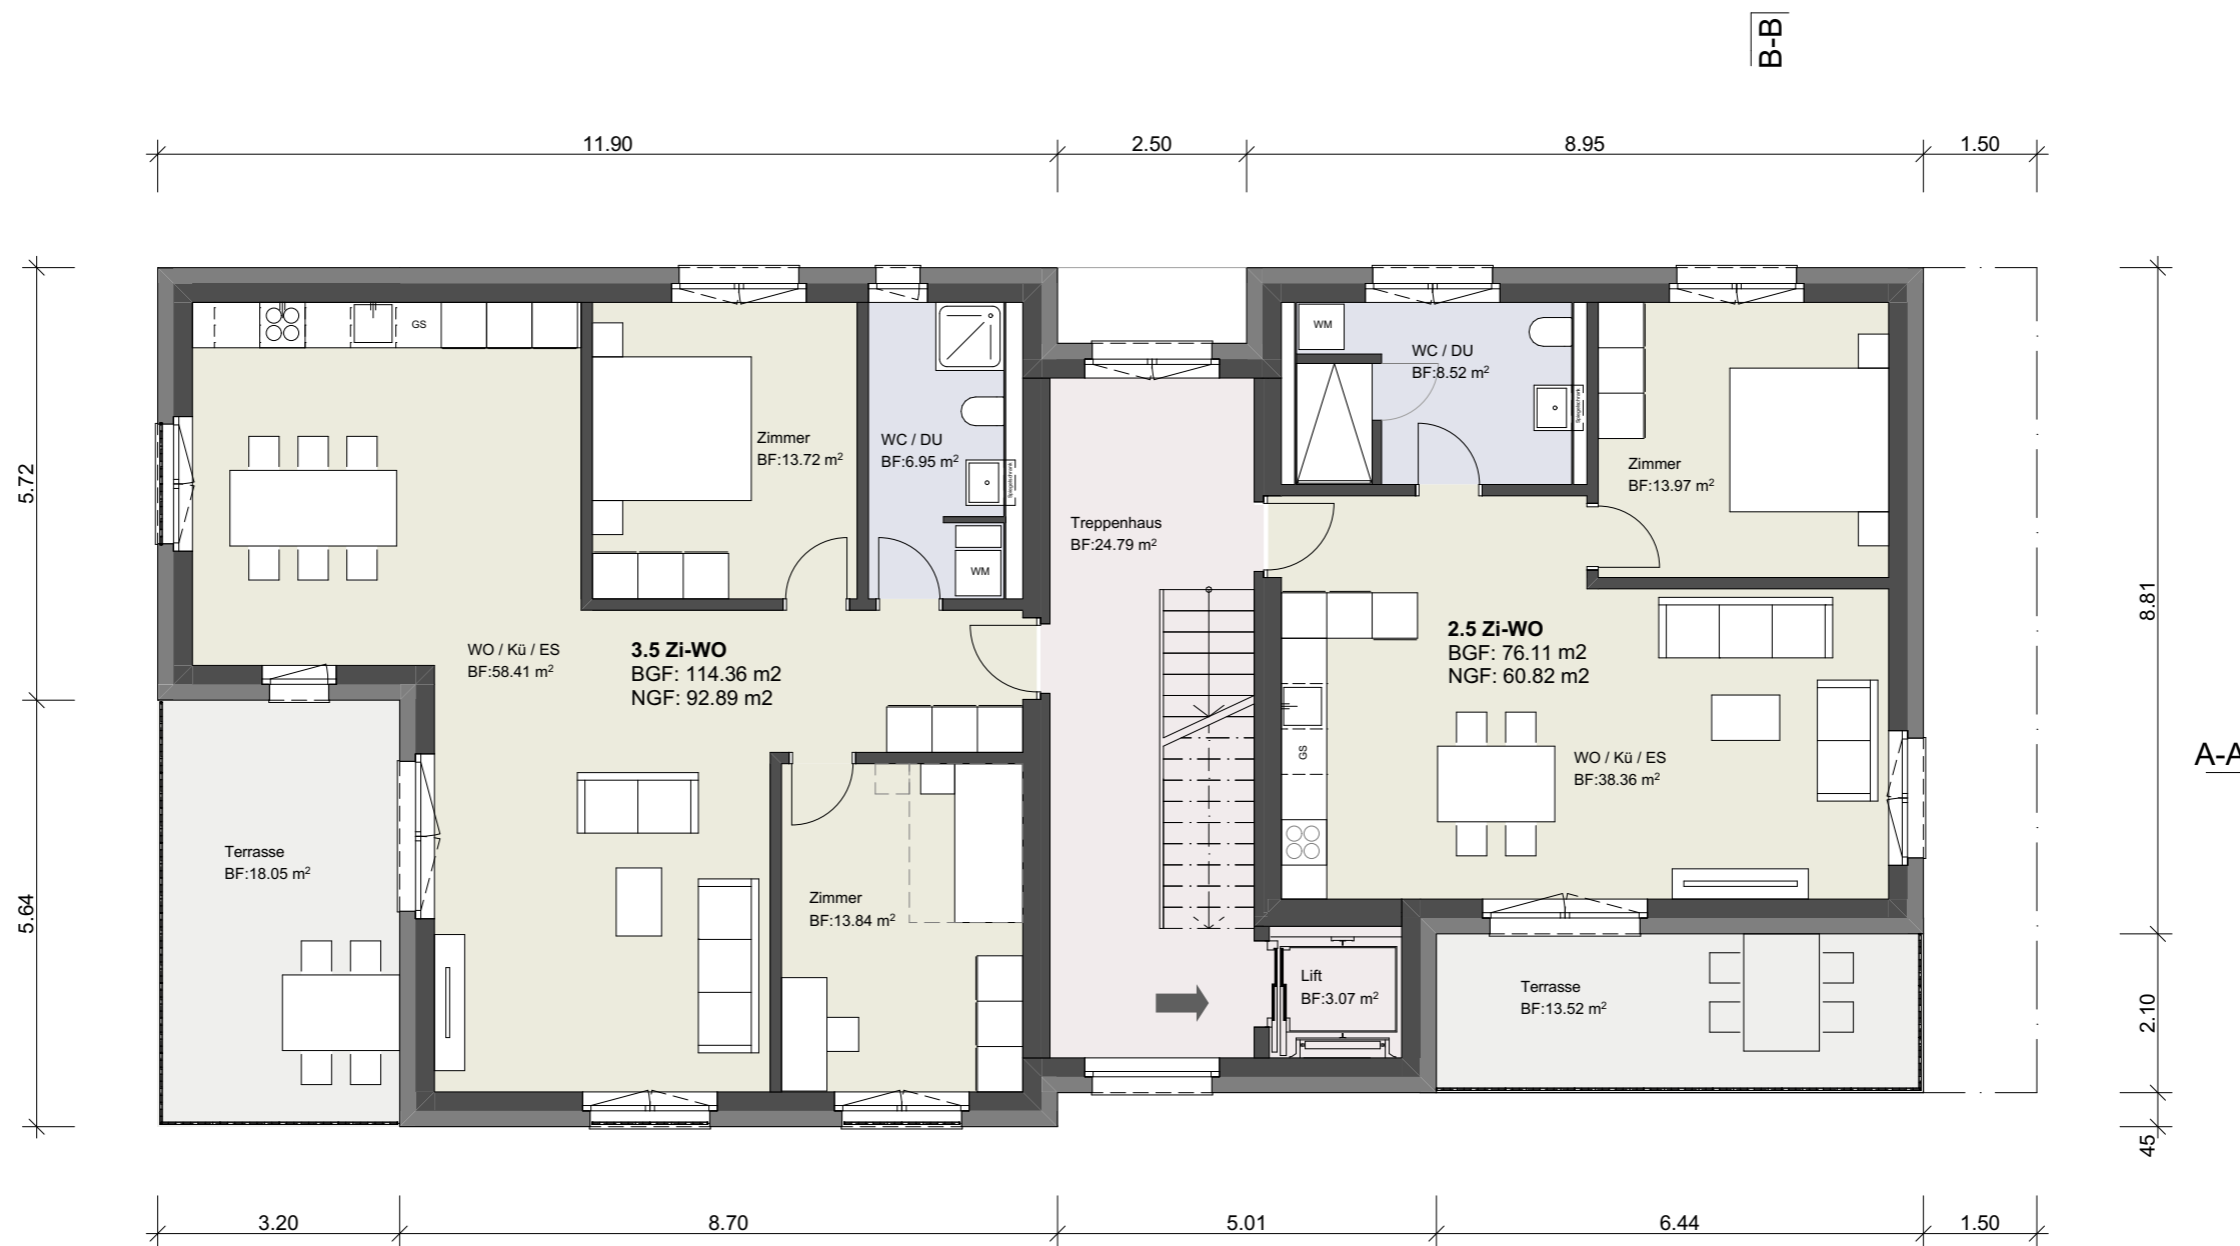 B-B
11.90
2.50
8.95
1.50
5.72
5.64
GS
Zimmer
BF:13.72 m²
WC / DU
BF:6.95 m²
Spiegelschrank
WM
WO / Kü / ES
BF:58.41 m²
3.5 Zi-WO
BGF: 114.36 m2
NGF: 92.89 m2
Terrasse
BF:18.05 m²
Zimmer
BF:13.84 m²
Treppenhaus
BF:24.79 m²
WM
WC / DU
BF:8.52 m²
Spiegelschrank
Zimmer
BF:13.97 m²
2.5 Zi-WO
BGF: 76.11 m2
NGF: 60.82 m2
GS
WO / Kü / ES
BF:38.36 m²
Lift
BF:3.07 m²
Terrasse
BF:13.52 m²
8.81
2.10
45
A-A
3.20
8.70
5.01
6.44
1.50